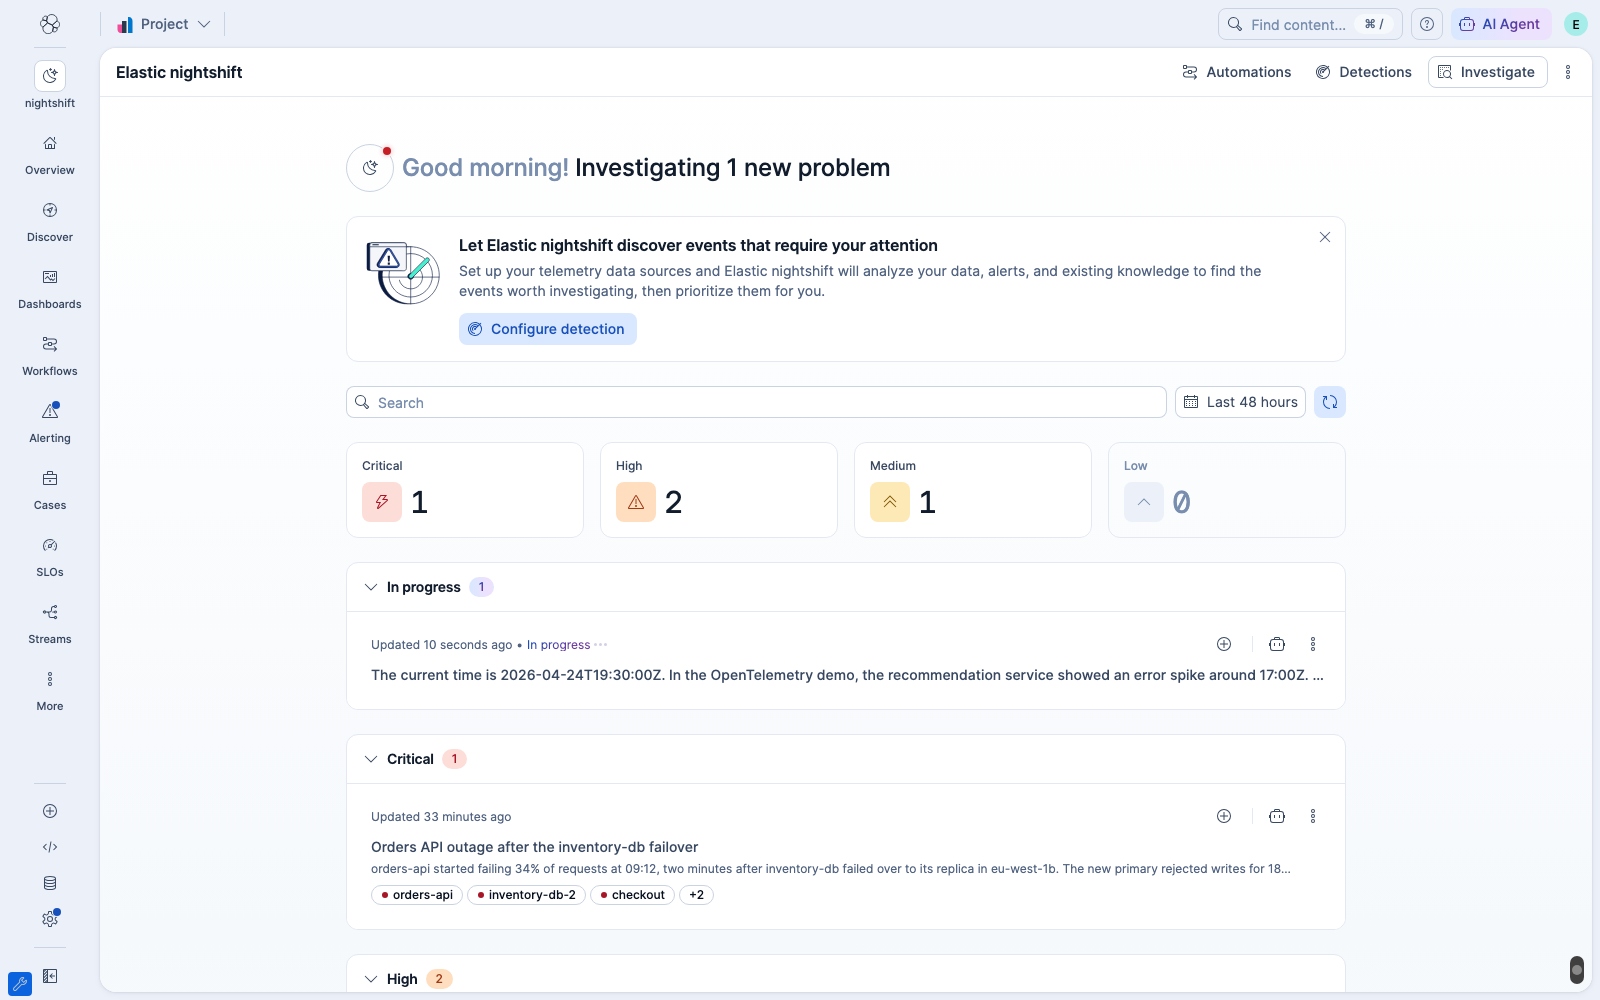 Project
Find content...
⌘ /
AI Agent
E
Elastic nightshift
Automations
Detections
Investigate
nightshift
Overview
Discover
Dashboards
Workflows
Alerting
Cases
SLOs
Streams
More
Good morning! Investigating 1 new problem
Let Elastic nightshift discover events that require your attention
Set up your telemetry data sources and Elastic nightshift will analyze your data, alerts, and existing knowledge to find the
events worth investigating, then prioritize them for you.
Configure detection
Search
Last 48 hours
Critical
1
High
2
Medium
1
Low
0
In progress 1
Updated 10 seconds ago • In progress
The current time is 2026-04-24T19:30:00Z. In the OpenTelemetry demo, the recommendation service showed an error spike around 17:00Z. ...
Critical 1
Updated 33 minutes ago
Orders API outage after the inventory-db failover
orders-api started failing 34% of requests at 09:12, two minutes after inventory-db failed over to its replica in eu-west-1b. The new primary rejected writes for 18...
orders-api
inventory-db-2
checkout
+2
High 2